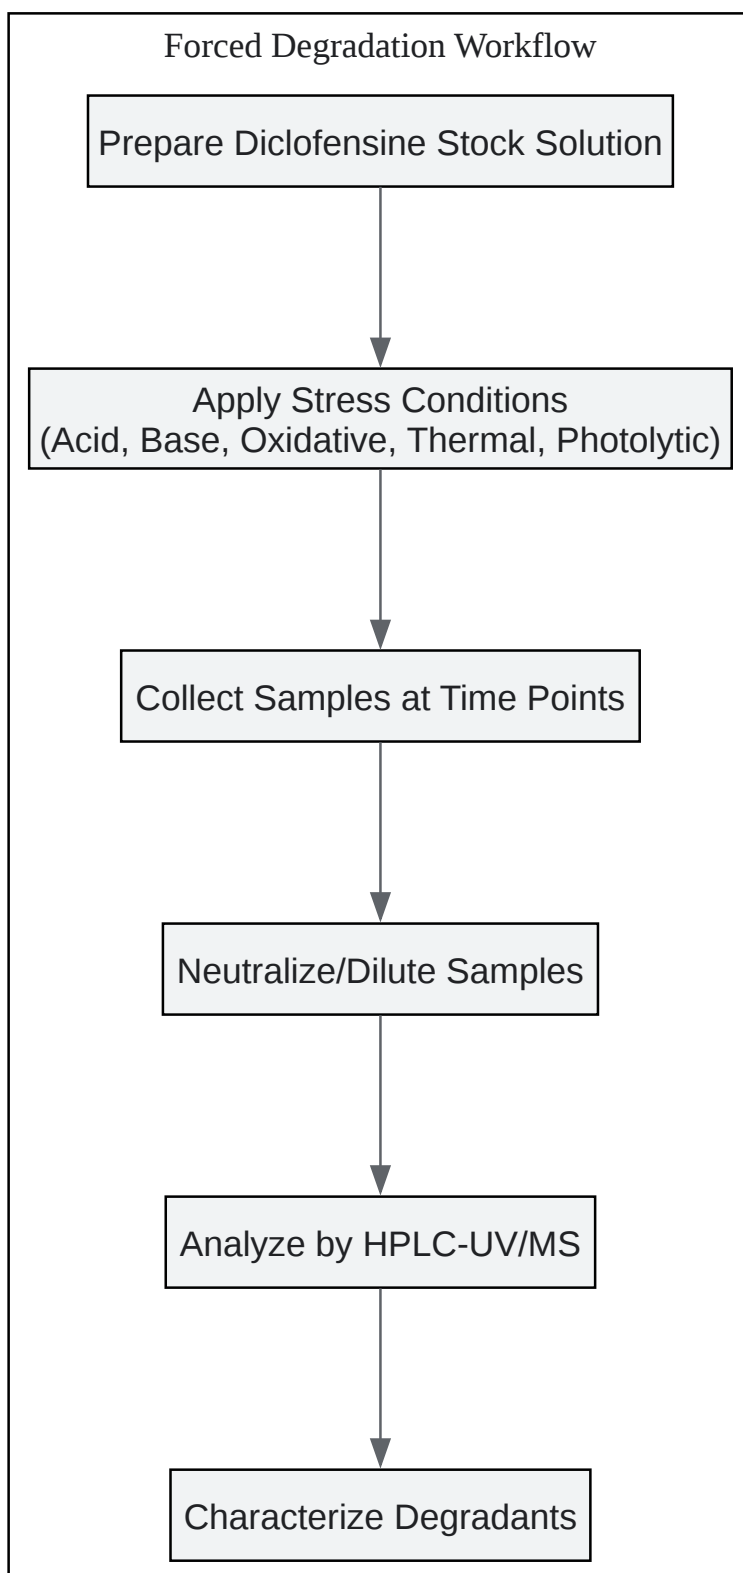 Forced Degradation Workflow
Prepare Diclofensine Stock Solution
Apply Stress Conditions
(Acid, Base, Oxidative, Thermal, Photolytic)
Collect Samples at Time Points
Neutralize/Dilute Samples
Analyze by HPLC-UV/MS
Characterize Degradants